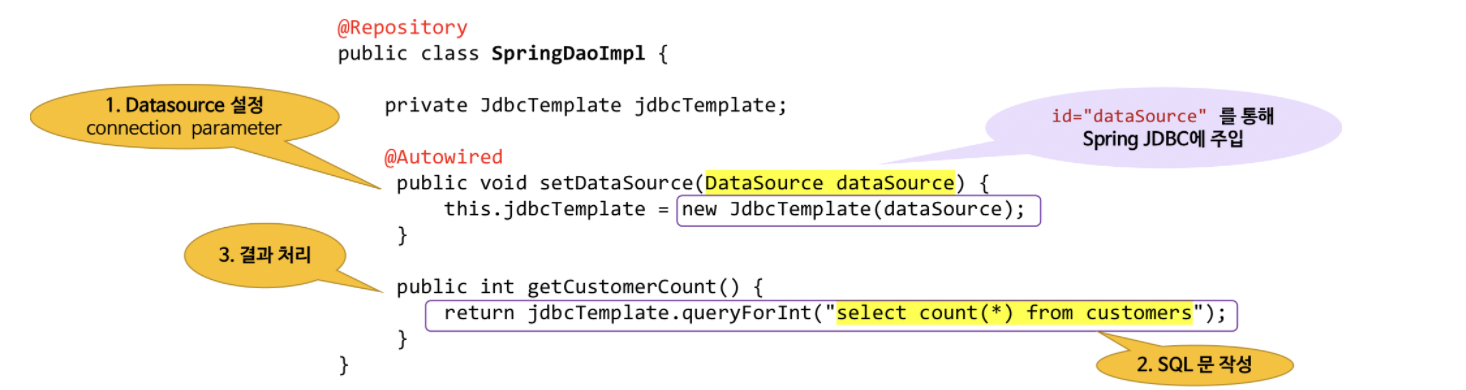 @Repository
public class SpringDaoImpl {
1. Datasource 설정
connection parameter
private JdbcTemplate jdbcTemplate;
id="dataSource" 를 통해
Spring JDBC에 주입
@Autowired
public void setDataSource(DataSource dataSource) {
this.jdbcTemplate = new JdbcTemplate(dataSource);
}
3. 결과 처리
public int getCustomerCount() {
return jdbcTemplate.queryForInt("select count(*) from customers");
}
2. SQL 문 작성
}